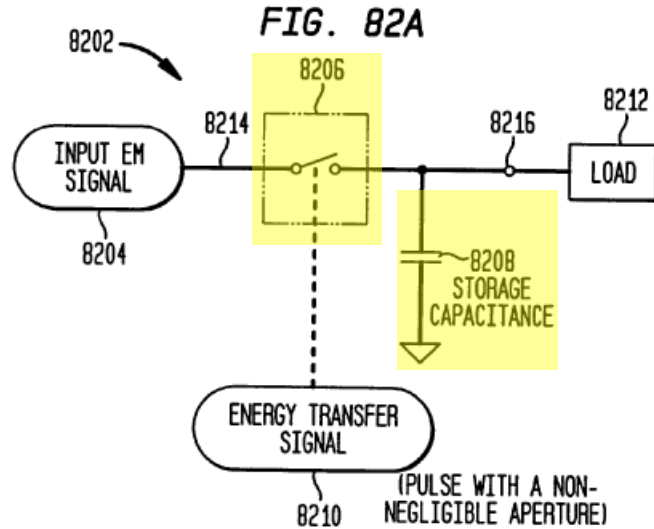 FIG. 82A
8202
8206
8212
8214
8216
INPUT EM
SIGNAL
LOAD
8204
8208
STORAGE
CAPACITANCE
ENERGY TRANSFER
SIGNAL
8210
(PULSE WITH A NON-
NEGLIGIBLE APERTURE)